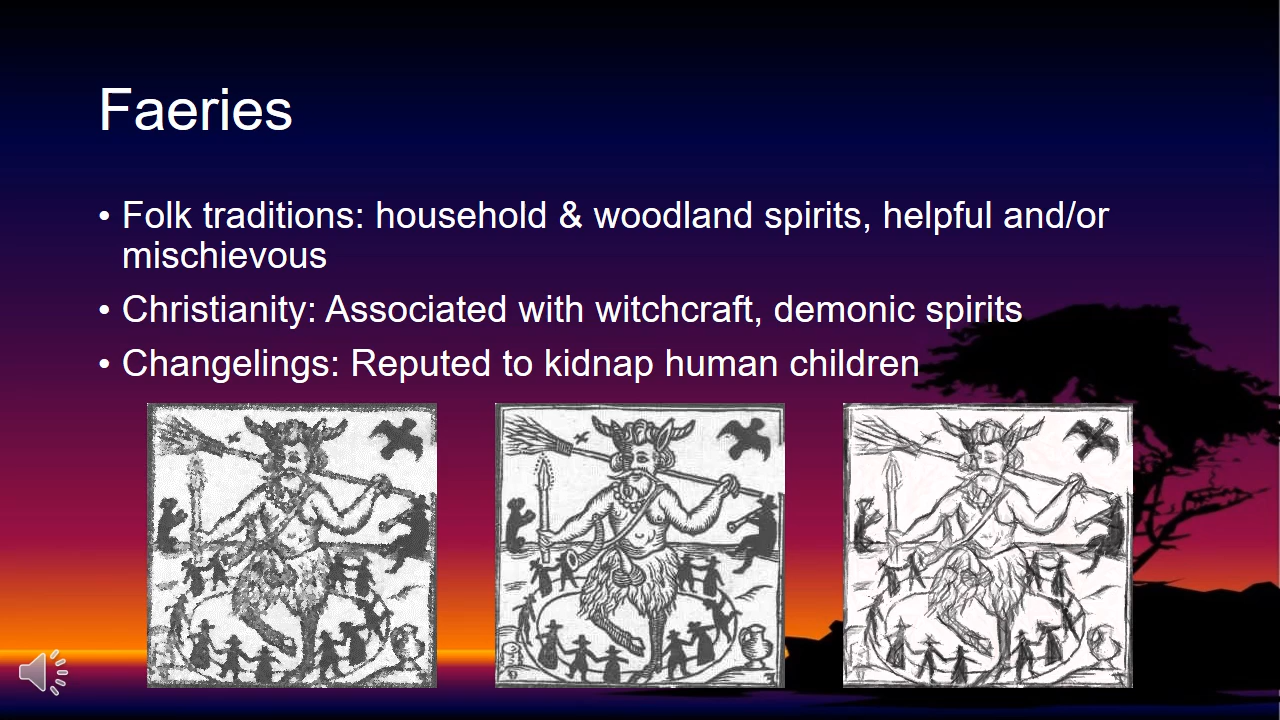 Faeries
• Folk traditions: household & woodland spirits, helpful and/or
mischievous
• Christianity: Associated with witchcraft, demonic spirits
• Changelings: Reputed to kidnap human children